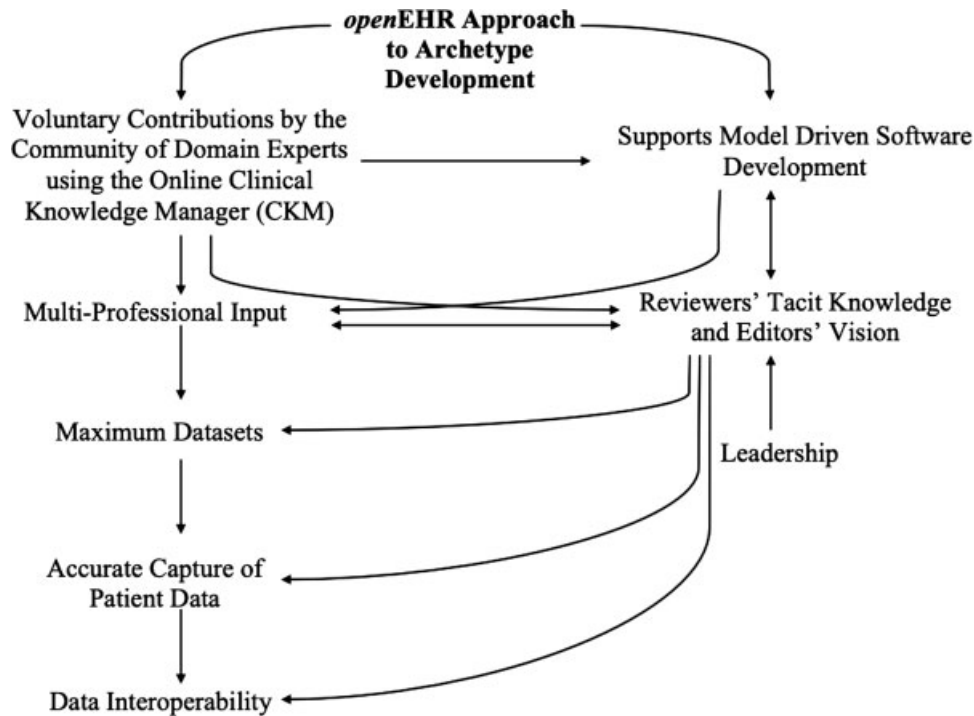 openEHR Approach
to Archetype
Development
Voluntary Contributions by the
Community of Domain Experts
using the Online Clinical
Knowledge Manager (CKM)
Supports Model Driven Software
Development
Multi-Professional Input
Reviewers’ Tacit Knowledge
and Editors’ Vision
Maximum Datasets
Leadership
Accurate Capture of
Patient Data
Data Interoperability